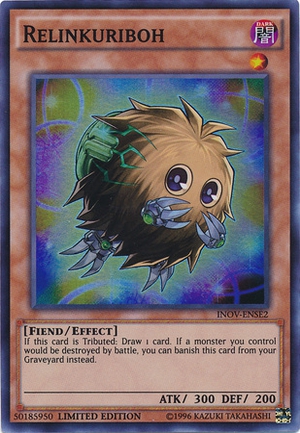 RELINKURIBOH
DARK
闇
INOV-ENSE2
[FIEND/EFFECT]
If this card is Tributed: Draw 1 card. If a monster you control
would be destroyed by battle, you can banish this card from your
Graveyard instead.
ATK/ 300 DEF/ 200
50185950 LIMITED EDITION ©1996 KAZUKI TAKAHASHI